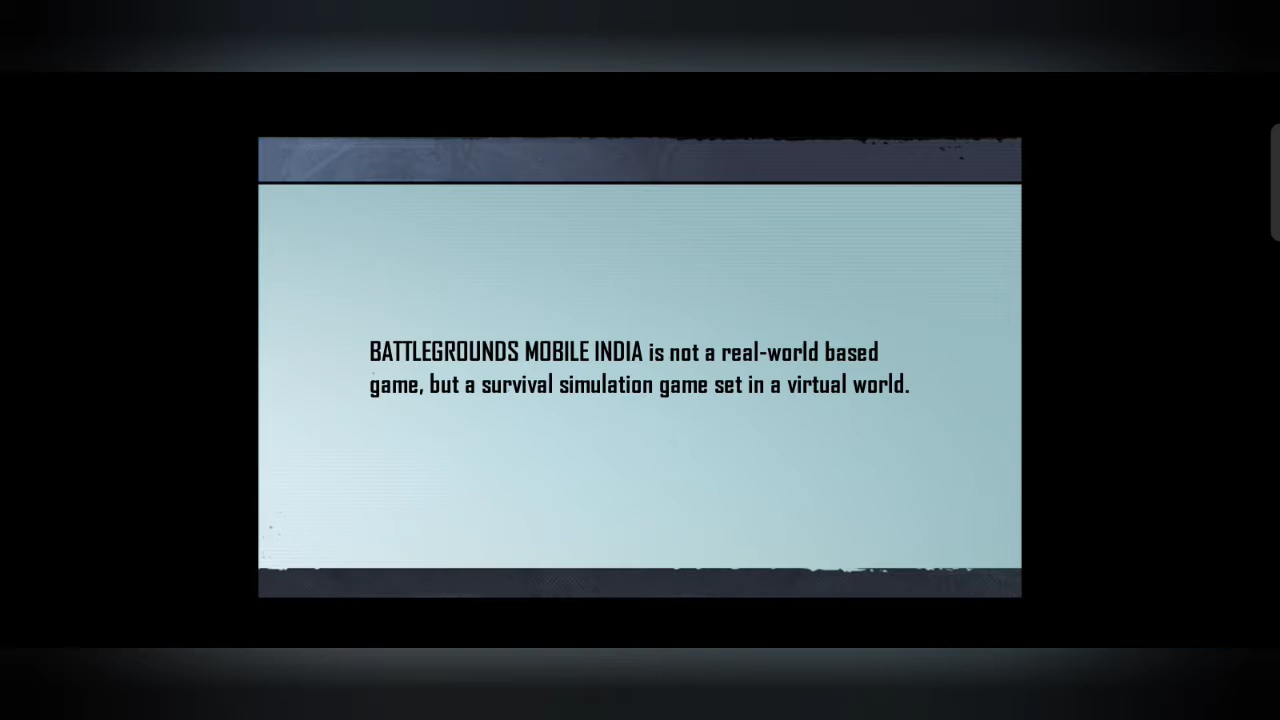 BATTLEGROUNDS MOBILE INDIA is not a real-world based
game, but a survival simulation game set in a virtual world.